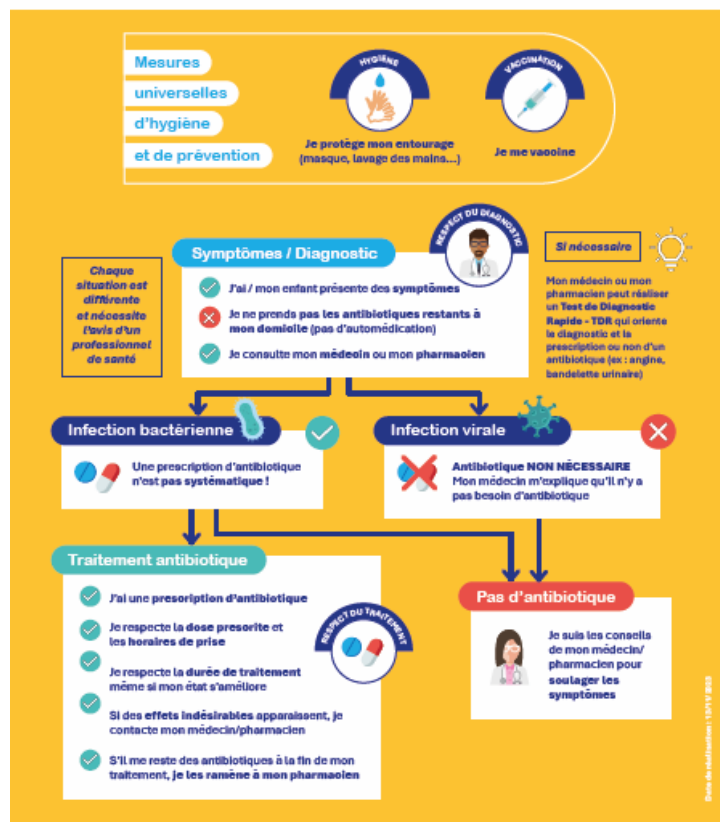 Mesures
universelles
d'hygiène
et de prévention
HYGIÈNE
Je protège mon entourage
(masque, lavage des mains...)
VACCINATION
Je me vaccine
RESPECT DU DIAGNOSTIC
Symptômes / Diagnostic
J'ai / mon enfant présente des symptômes
Je ne prends pas les antibiotiques restants à
mon domicile (pas d'automédication)
Je consulte mon médecin ou mon pharmacien
Chaque
situation est
différente
et nécessite
l'avis d'un
professionnel
de santé
Si nécessaire
Mon médecin ou mon
pharmacien peut réaliser
un Test de Diagnostic
Rapide - TDR qui oriente
le diagnostic et la
prescription ou non d'un
antibiotique (ex : angine,
bandelette urinaire)
Infection bactérienne
Une prescription d'antibiotique
n'est pas systématique !
Infection virale
Antibiotique NON NÉCESSAIRE
Mon médecin m'explique qu'il n'y a
pas besoin d'antibiotique
Traitement antibiotique
J'ai une prescription d'antibiotique
Je respecte la dose prescrite et
les horaires de prise
Je respecte la durée de traitement
même si mon état s'améliore
Si des effets indésirables apparaissent, je
contacte mon médecin/pharmacien
S'il me reste des antibiotiques à la fin de mon
traitement, je les ramène à mon pharmacien
RESPECT DU TRAITEMENT
Pas d'antibiotique
Je suis les conseils
de mon médecin/
pharmacien pour
soulager les
symptômes
Date de réalisation :